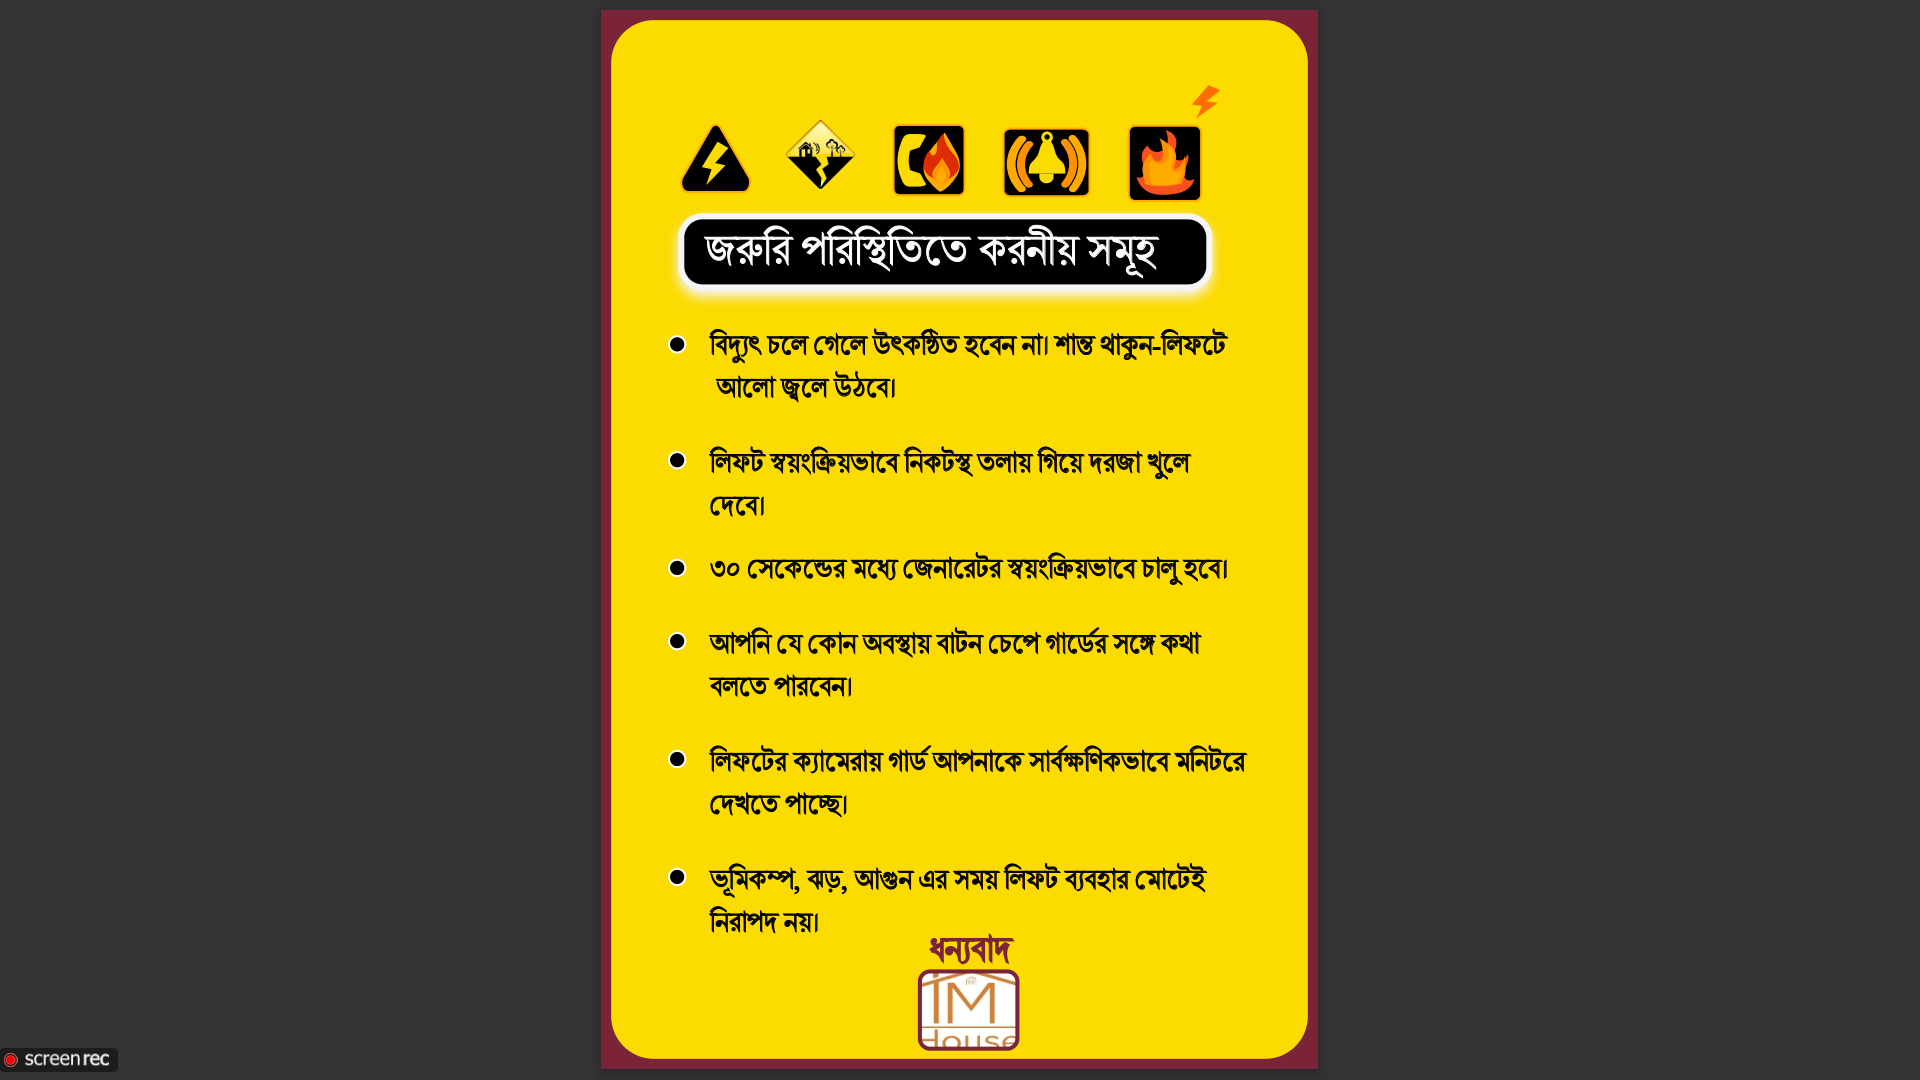 জরুরি পরিস্থিতিতে করনীয় সমূহ
বিদ্যুৎ চলে গেলে উৎকন্ঠিত হবেন না। শান্ত থাকুন-লিফটে
আলো জ্বলে উঠবে।
লিফট স্বয়ংক্রিয়ভাবে নিকটস্থ তলায় গিয়ে দরজা খুলে
দেবে।
৩০ সেকেন্ডের মধ্যে জেনারেটর স্বয়ংক্রিয়ভাবে চালু হবে।
আপনি যে কোন অবস্থায় বাটন চেপে গার্ডের সঙ্গে কথা
বলতে পারবেন।
লিফটের ক্যামেরায় গার্ড আপনাকে সার্বক্ষণিকভাবে মনিটরে
দেখতে পাচ্ছে।
ভূমিকম্প, ঝড়, আগুন এর সময় লিফট ব্যবহার মোটেই
নিরাপদ নয়।
ধন্যবাদ
IM
House
screenrec